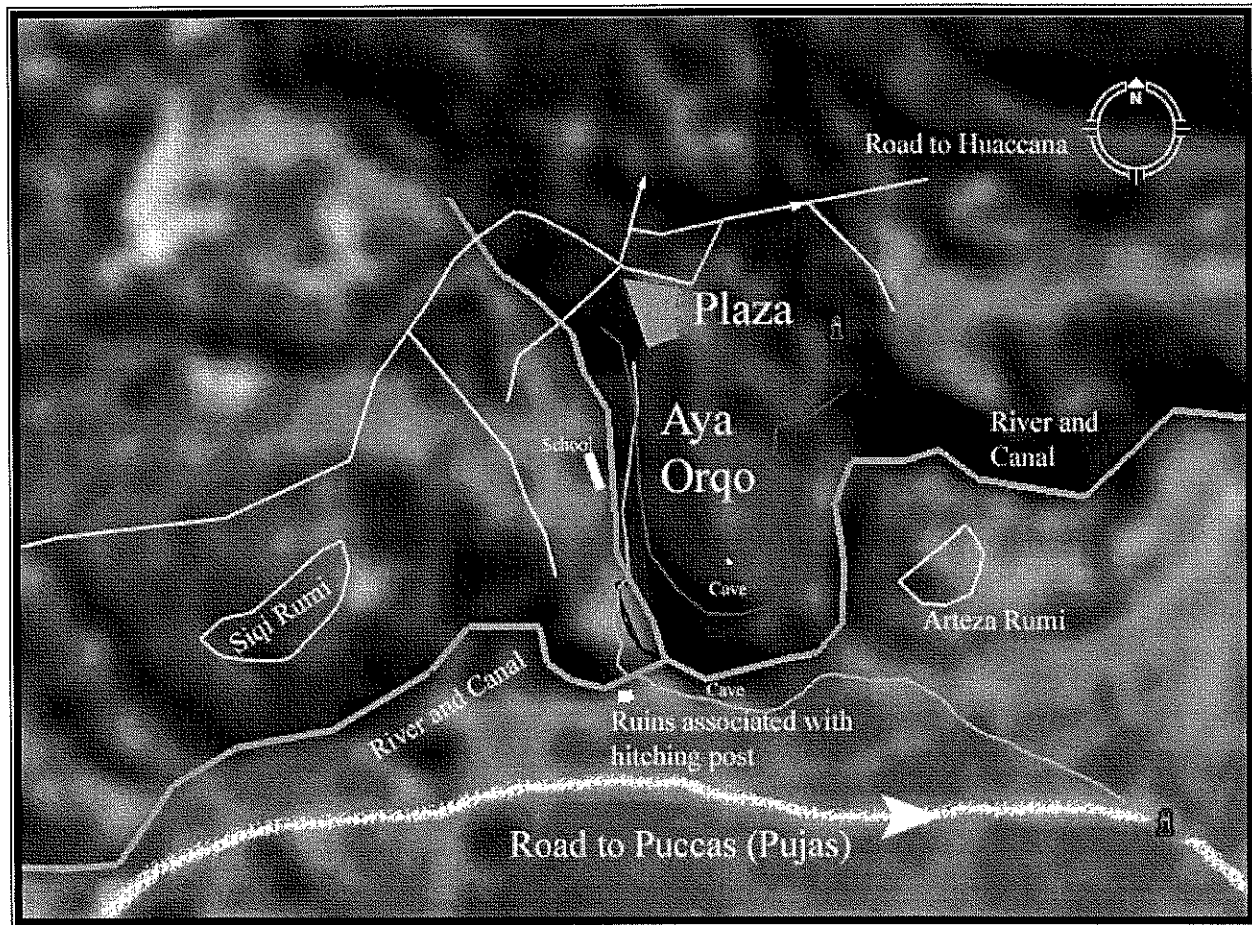 N
Road to Huaccana
Plaza
Aya
Orqo
School
River and
Canal
Cave
Siqi Rumi
Arteza Rumi
River and Canal
Cave
Ruins associated with
hitching post
Road to Puccas (Pujas)